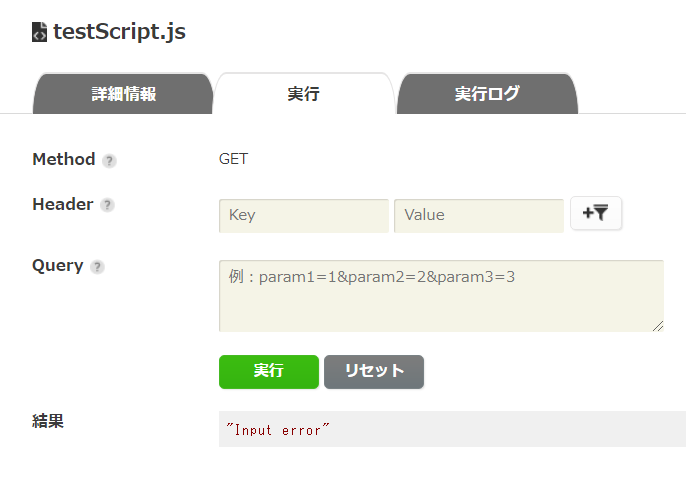 testScript.js
詳細情報 実行 実行ログ
Method ? GET
Header ? Key Value +
Query ? 例：param1=1&param2=2&param3=3
実行 リセット
結果 "Input error"